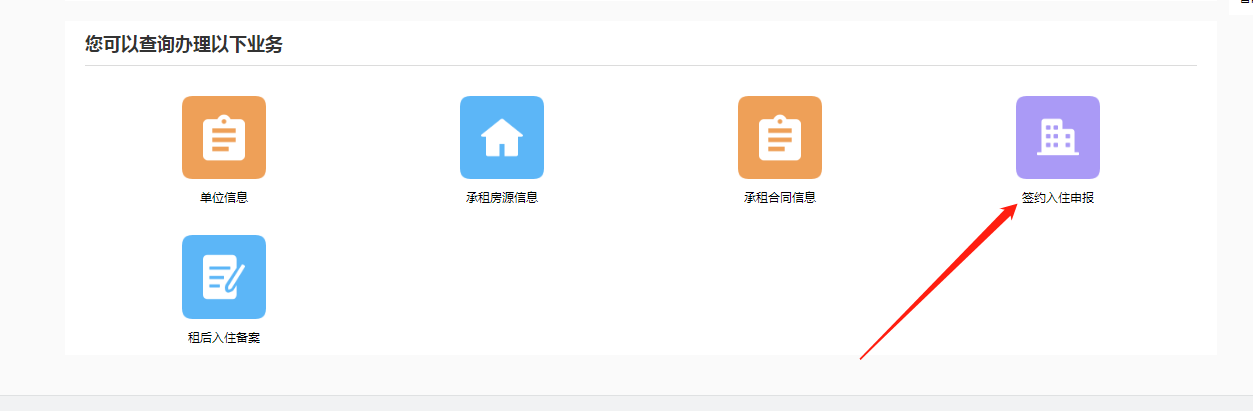 您可以查询办理以下业务
单位信息
承租房源信息
承租合同信息
签约入住申报
租后入住备案